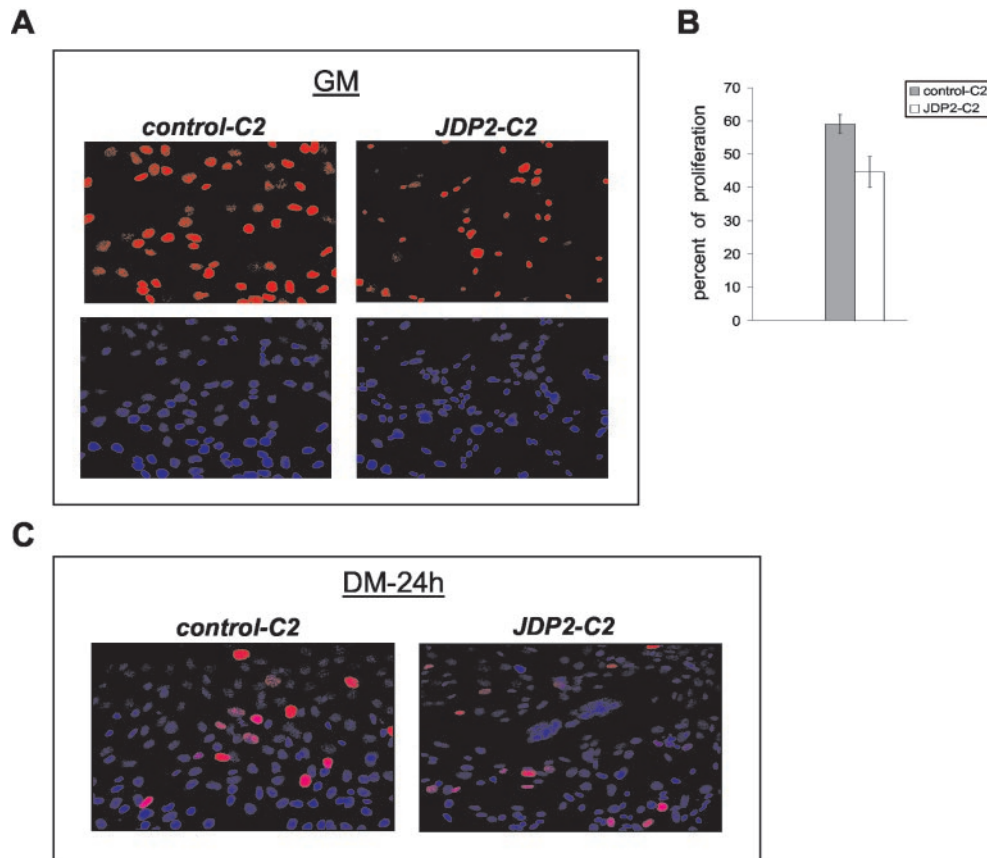 A
GM
control-C2
JDP2-C2
B
70
60
50
40
30
20
10
0
percent of proliferation
control-C2
JDP2-C2
C
DM-24h
control-C2
JDP2-C2